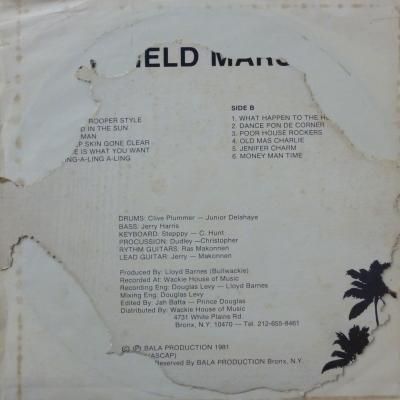 IELD MARS
ROOPER STYLE
D IN THE SUN
MAN
P SKIN GONE CLEAR
E IS WHAT YOU WANT
NG-A-LING A-LING
SIDE B
1. WHAT HAPPEN TO THE H
2. DANCE PON DE CORNER
3. POOR HOUSE ROCKERS
4. OLD MAS CHARLIE
5. JENIFER CHARM
6. MONEY MAN TIME
DRUMS: Clive Plummer — Junior Delahaye
BASS: Jerry Harris
KEYBOARD: Stepppy — C. Hunt
PROCUSSION: Dudley —Christopher
RYTHM GUITARS: Ras Makonnen
LEAD GUITAR: Jerry — Makonnen
Produced By: Lloyd Barnes (Bullwackie)
Recorded At: Wackie House of Music
Recording Eng: Douglas Levy — Lloyd Barnes
Mixing Eng. Douglas Levy
Edited By: Jah Batta — Prince Douglas
Distributed By: Wackie House of Music
4731 White Plains Rd.
Bronx, N.Y. 10470 — Tel. 212-655-8461
© Ⓟ BALA PRODUCTION 1981
ASCAP)
Reserved By BALA PRODUCTION Bronx, N.Y.